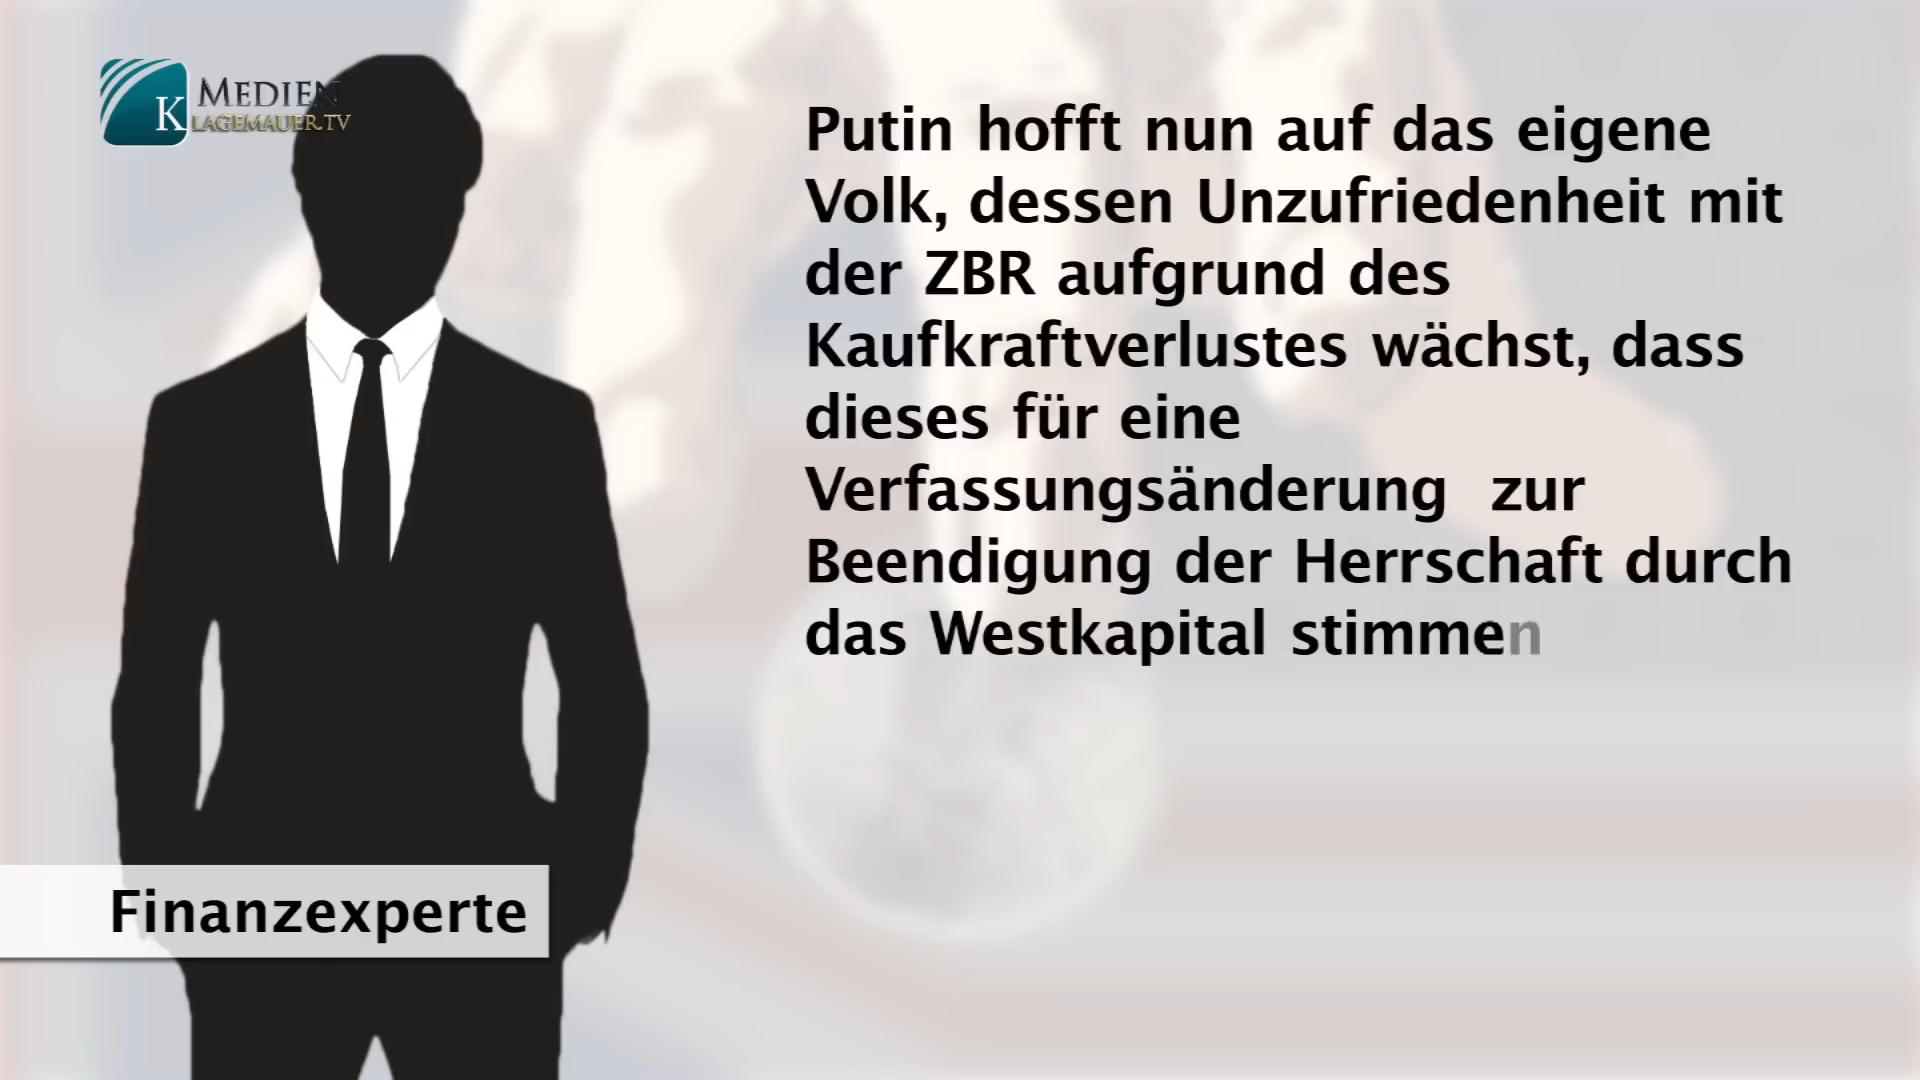 MEDIEN
KLAGEMAUER.TV
Putin hofft nun auf das eigene
Volk, dessen Unzufriedenheit mit
der ZBR aufgrund des
Kaufkraftverlustes wächst, dass
dieses für eine
Verfassungsänderung zur
Beendigung der Herrschaft durch
das Westkapital stimmen
Finanzexperte